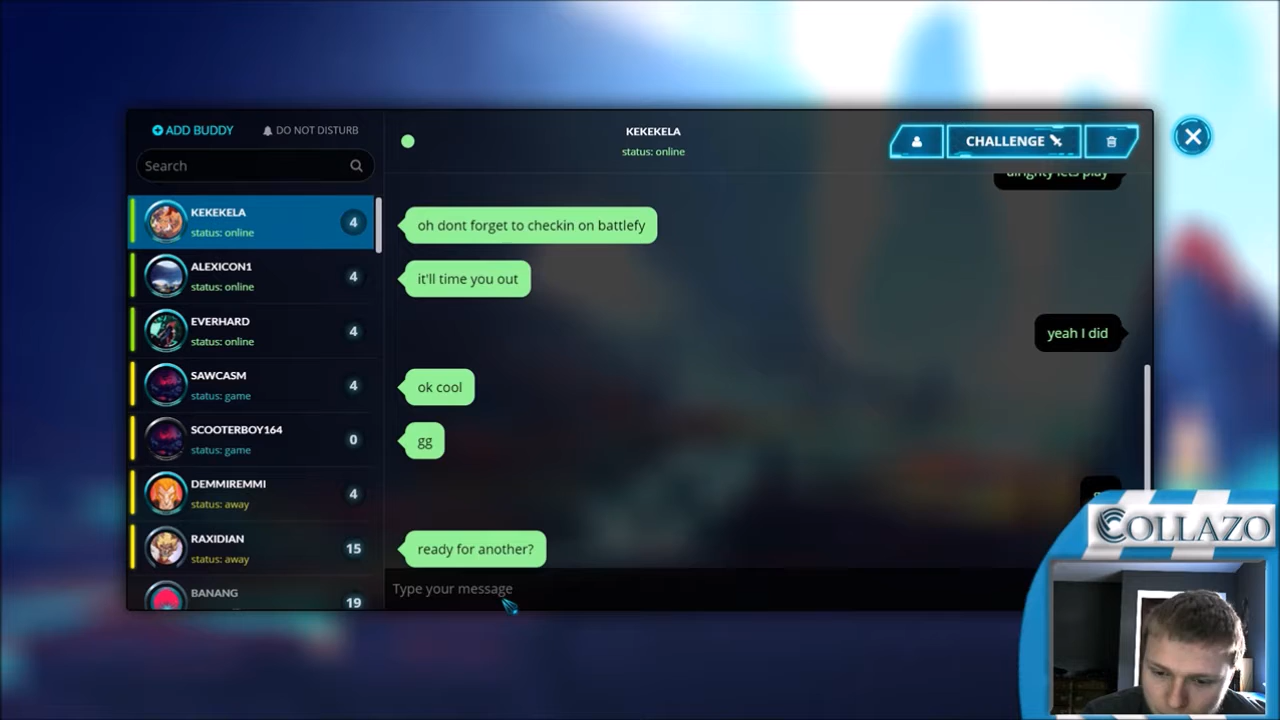 ADD BUDDY
DO NOT DISTURB
Search
KEKEKELA
status: online
4
ALEXICON1
status: online
4
EVERHARD
status: online
4
SAWCASM
status: game
4
SCOOTERBOY164
status: game
0
DEMMIREMMI
status: away
4
RAXIDIAN
status: away
15
BANANG
19
KEKEKELA
status: online
CHALLENGE
alrighty lets play
oh dont forget to checkin on battlefy
it'll time you out
yeah I did
ok cool
gg
ready for another?
Type your message
COLLAZO